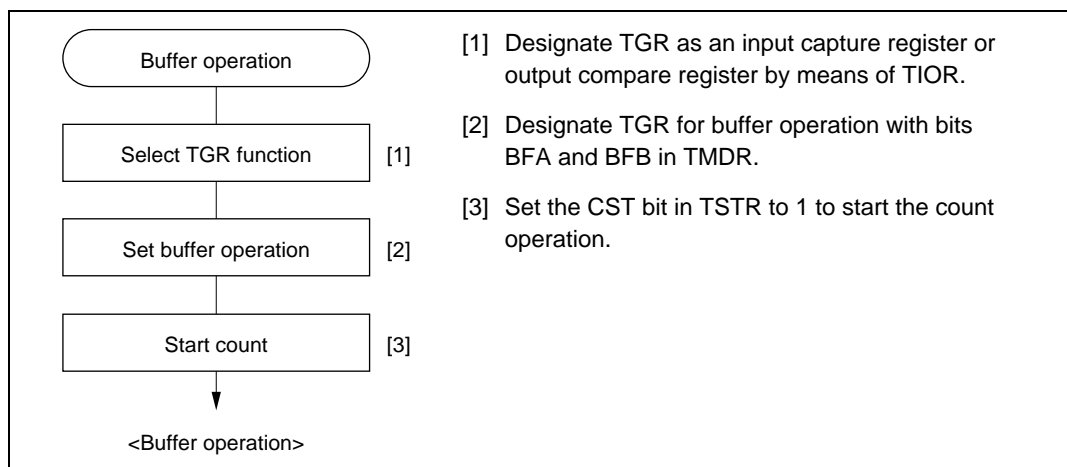 Buffer operation
Select TGR function [1]
Set buffer operation [2]
Start count [3]
<Buffer operation>
[1] Designate TGR as an input capture register or
output compare register by means of TIOR.
[2] Designate TGR for buffer operation with bits
BFA and BFB in TMDR.
[3] Set the CST bit in TSTR to 1 to start the count
operation.